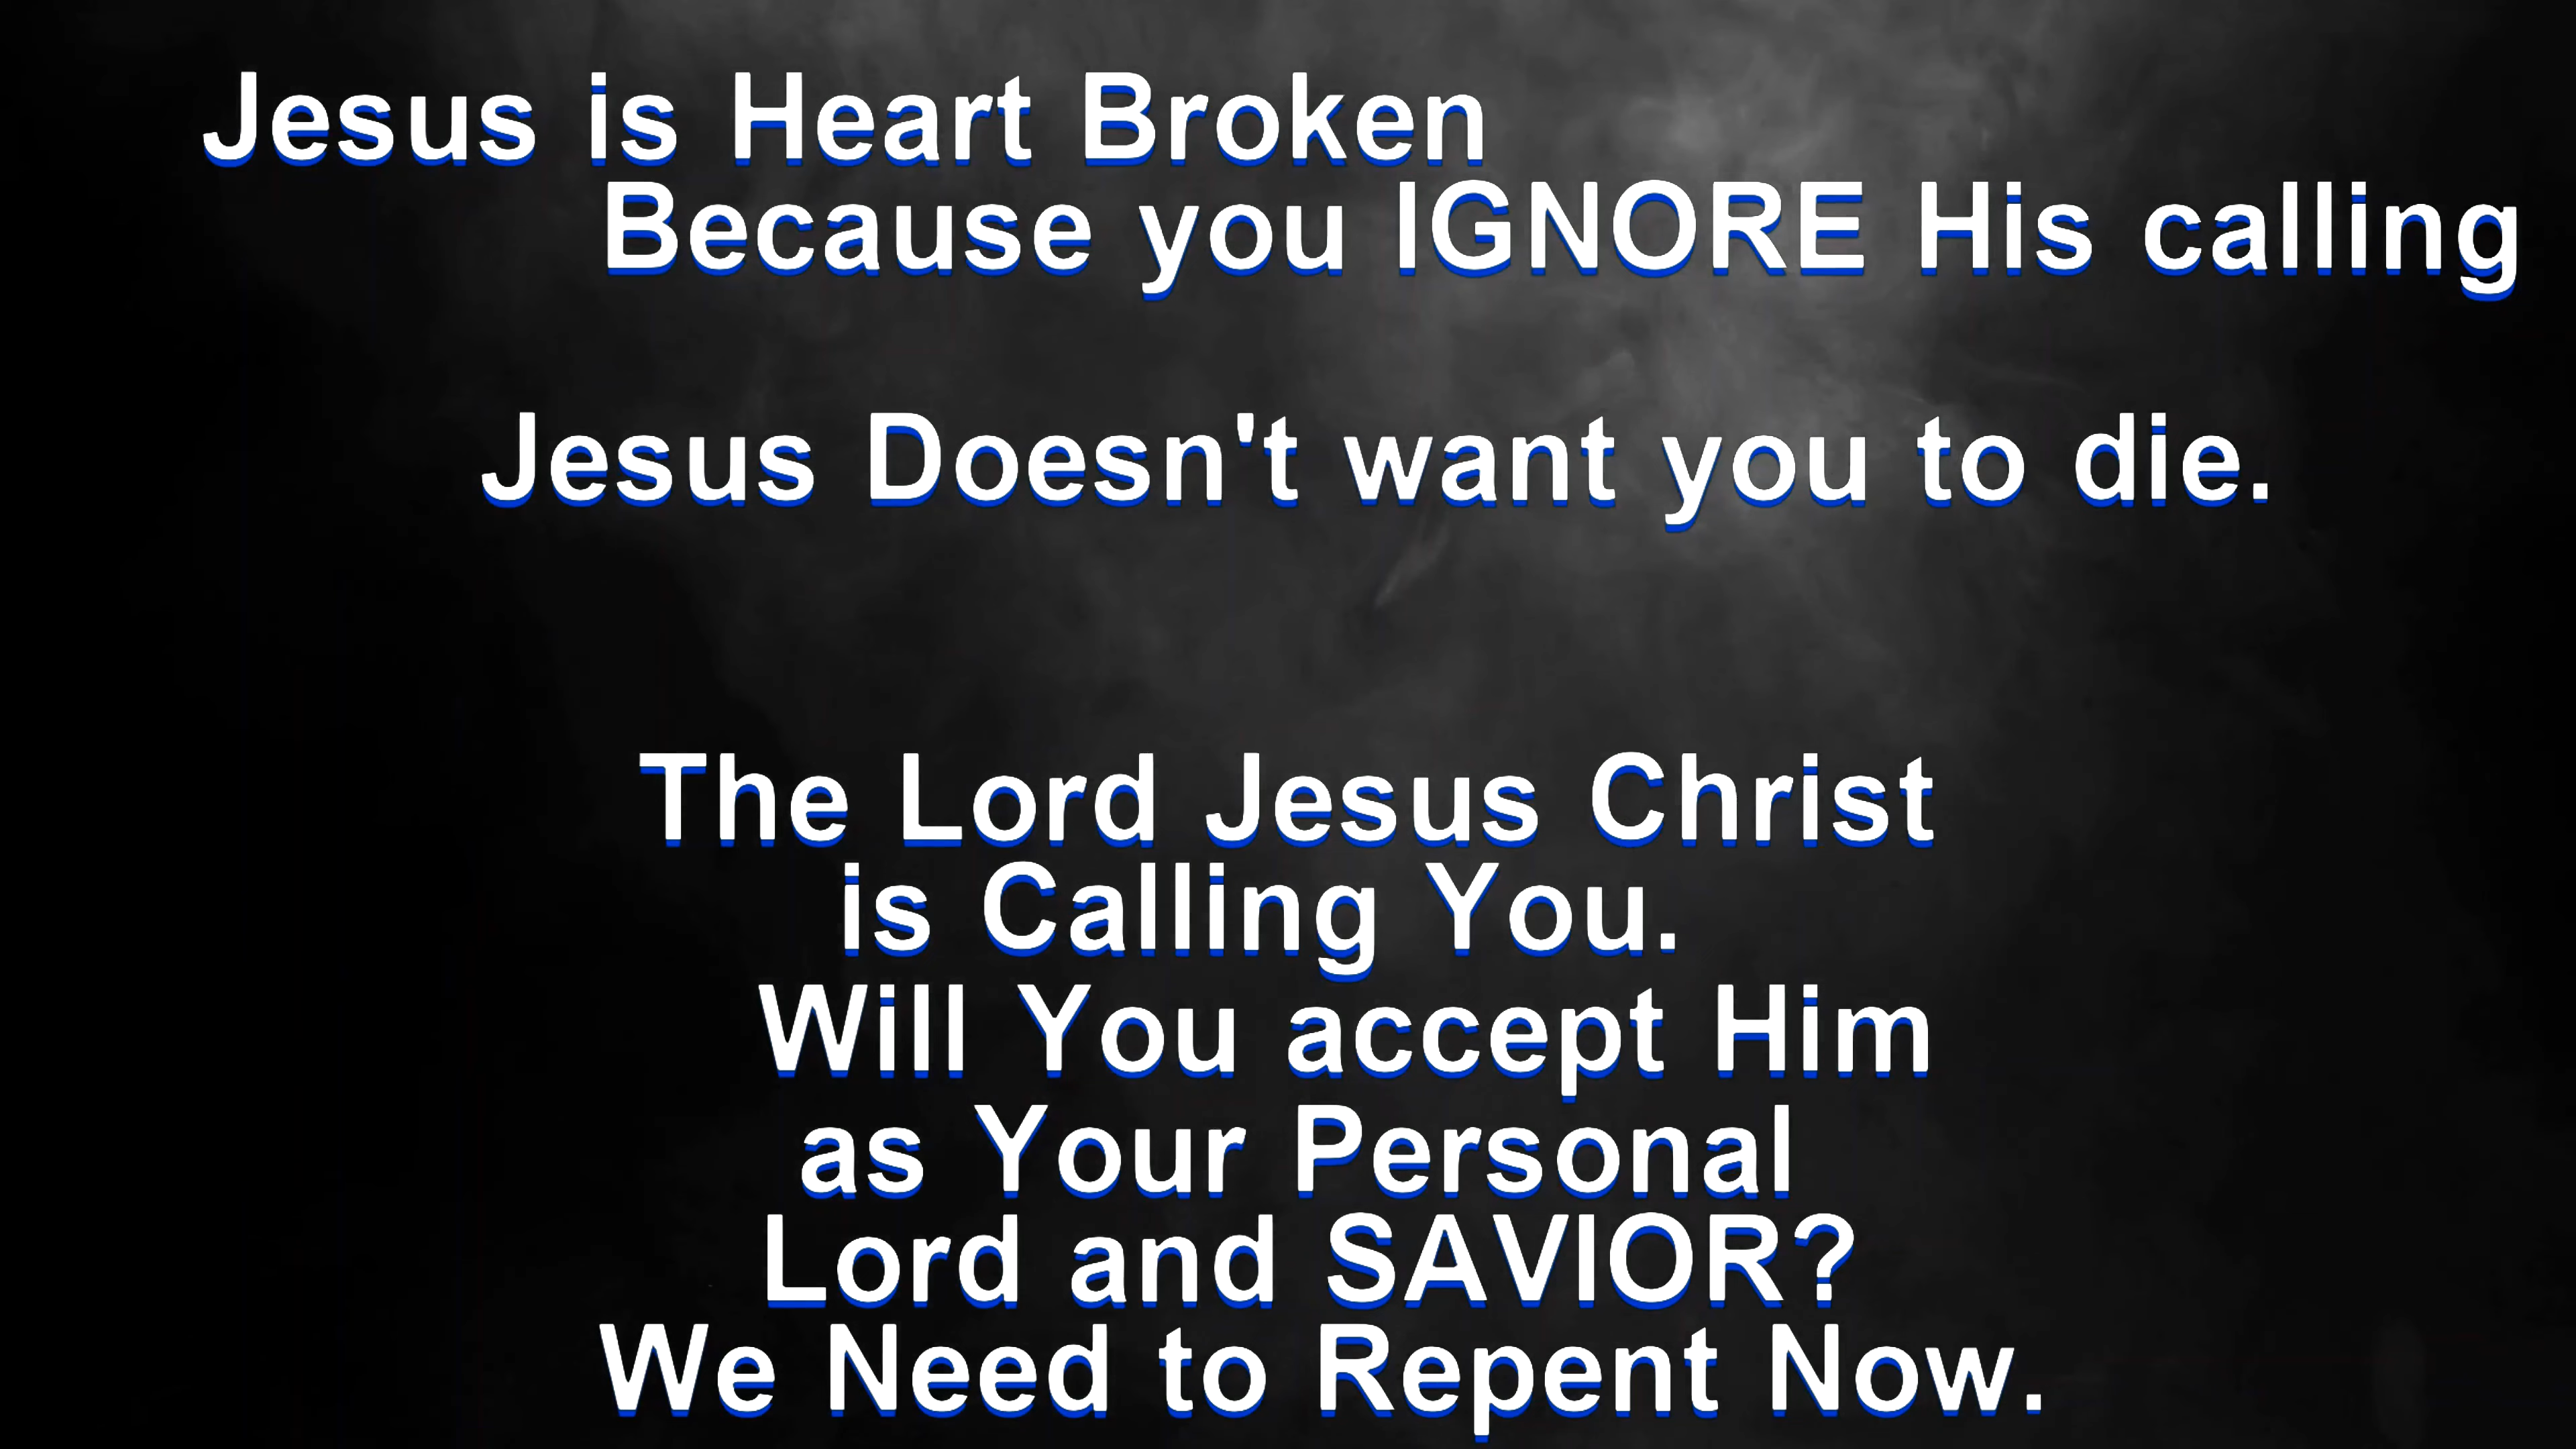 Jesus is Heart Broken
Because you IGNORE His calling
Jesus Doesn't want you to die.
The Lord Jesus Christ
is Calling You.
Will You accept Him
as Your Personal
Lord and SAVIOR?
We Need to Repent Now.